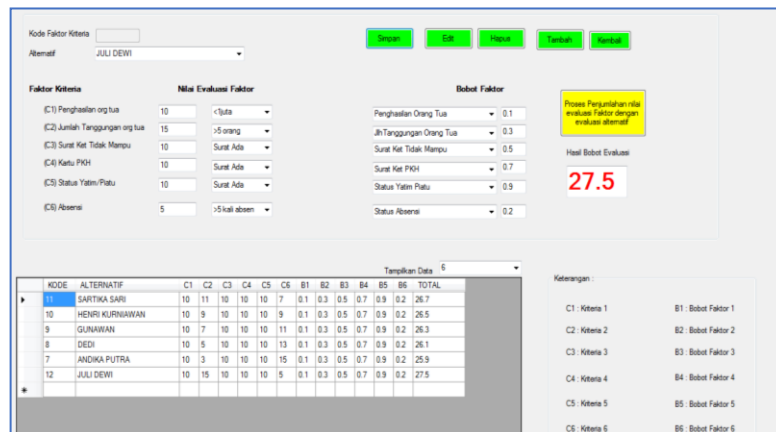 Kode Faktor Kriteria
Simpan Edit Hapus Tambah Kembali
Alternatif JULI DEWI
Faktor Kriteria Nilai Evaluasi Faktor Bobot Faktor
(C1) Penghasilan org tua 10 <1juta Penghasilan Orang Tua 0.1
(C2) Jumlah Tanggungan org tua 15 >5 orang Jlh Tanggungan Orang Tua 0.3
(C3) Surat Ket Tidak Mampu 10 Surat Ada Surat Ket Tidak Mampu 0.5
(C4) Kartu PKH 10 Surat Ada Surat Ket PKH 0.7
(C5) Status Yatim/Piatu 10 Surat Ada Status Yatim Piatu 0.9
(C6) Absensi 5 >5 kali absen Status Absensi 0.2
Proses Penjumlahan nilai
evaluasi Faktor dengan
evaluasi alternatif
Hasil Bobot Evaluasi
27.5
Tampilkan Data 6
KODE ALTERNATIF C1 C2 C3 C4 C5 C6 B1 B2 B3 B4 B5 B6 TOTAL
11 SARTIKA SARI 10 11 10 10 10 7 0.1 0.3 0.5 0.7 0.9 0.2 26.7
10 HENRI KURNIAWAN 10 9 10 10 10 9 0.1 0.3 0.5 0.7 0.9 0.2 26.5
9 GUNAWAN 10 7 10 10 10 11 0.1 0.3 0.5 0.7 0.9 0.2 26.3
8 DEDI 10 5 10 10 10 13 0.1 0.3 0.5 0.7 0.9 0.2 26.1
7 ANDIKA PUTRA 10 3 10 10 10 15 0.1 0.3 0.5 0.7 0.9 0.2 25.9
12 JULI DEWI 10 15 10 10 10 5 0.1 0.3 0.5 0.7 0.9 0.2 27.5
Keterangan :
C1 : Kriteria 1 B1 : Bobot Faktor 1
C2 : Kriteria 2 B2 : Bobot Faktor 2
C3 : Kriteria 3 B3 : Bobot Faktor 3
C4 : Kriteria 4 B4 : Bobot Faktor 4
C5 : Kriteria 5 B5 : Bobot Faktor 5
C6 : Kriteria 6 B6 : Bobot Faktor 6